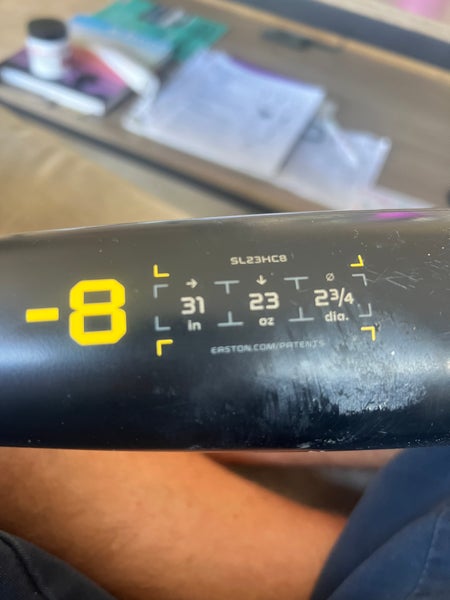 -8
SL23HC8
→ ↓ ⌀
31 23 2¾
in oz dia.
EASTON.COM/PATENTS